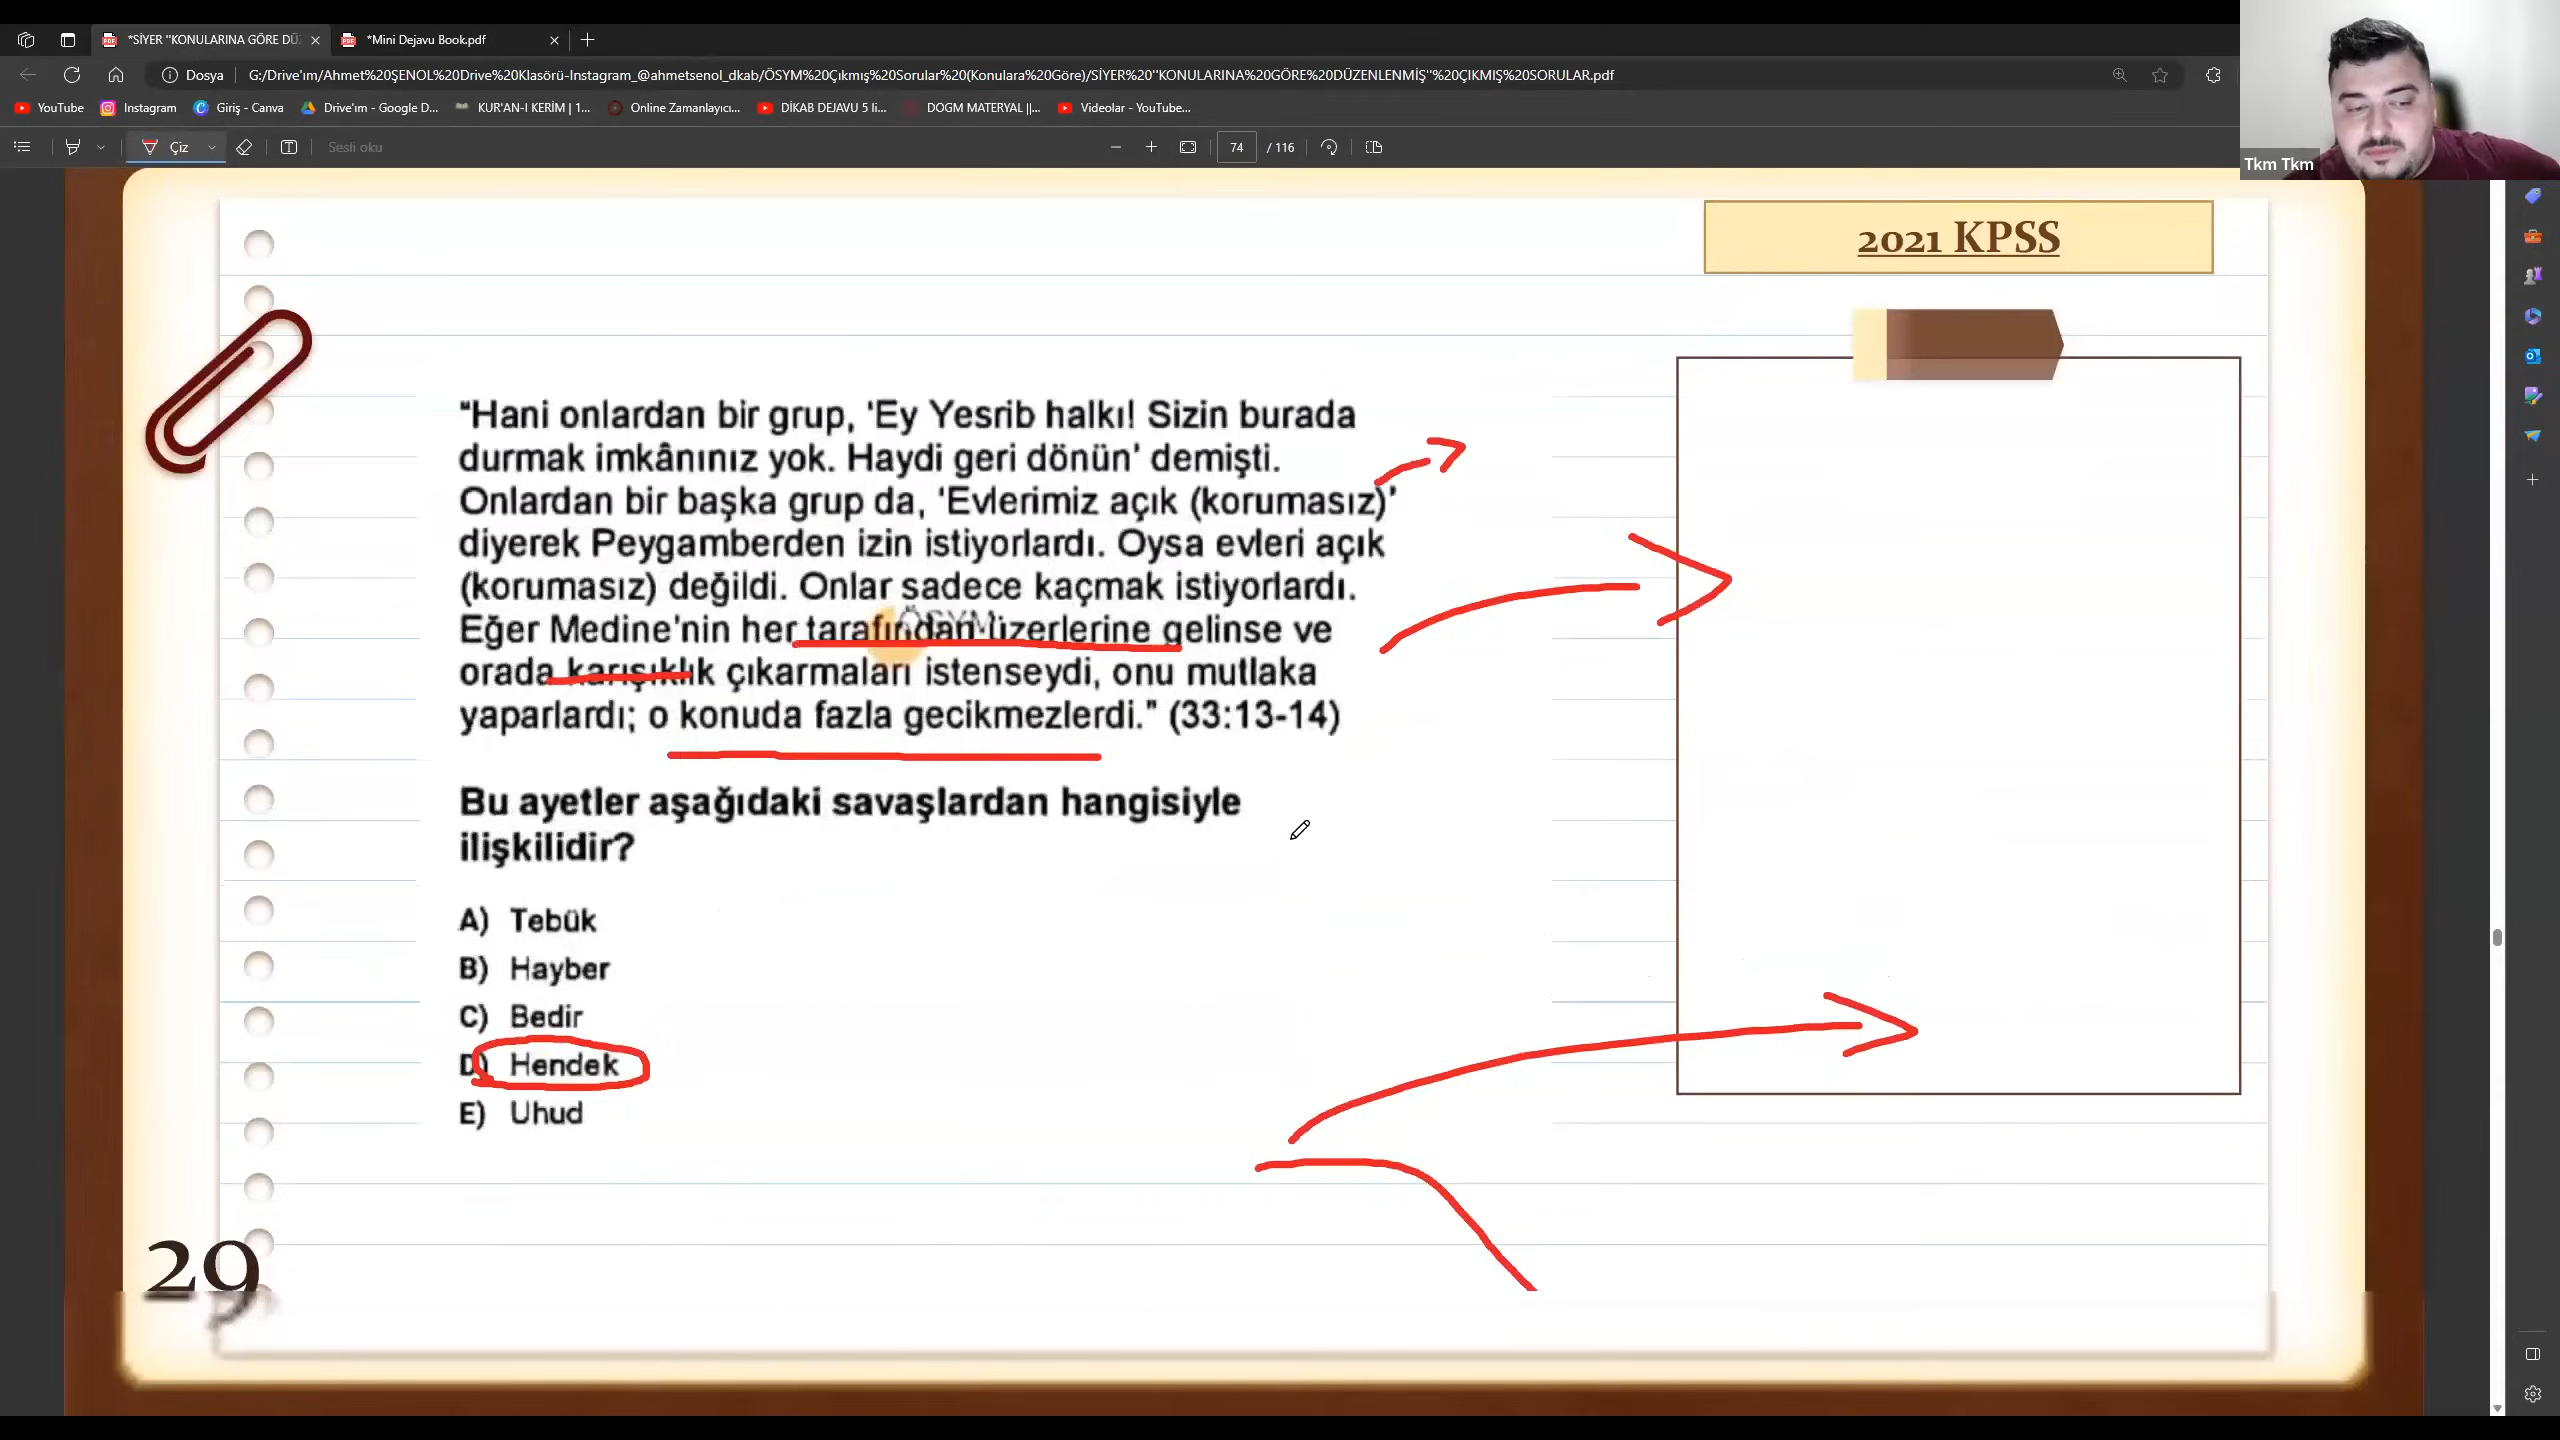 *SİYER "KONULARINA GÖRE DÜZ
*Mini Dejavu Book.pdf
Dosya
G:/Drive'ım/Ahmet%20ŞENOL%20Drive%20Klasörü-Instagram_@ahmetsenol_dkab/ÖSYM%20Çıkmış%20Sorular%20(Konulara%20Göre)/SİYER%20''KONULARINA%20GÖRE%20DÜZENLENMİŞ''%20ÇIKMIŞ%20SORULAR.pdf
YouTube
Instagram
Giriş - Canva
Drive'ım - Google D...
KUR'AN-I KERİM | 1...
Online Zamanlayıcı...
DİKAB DEJAVU 5 li...
DOGM MATERYAL ||...
Videolar - YouTube...
Çiz
Sesli oku
74 / 116
Tkm Tkm
2021 KPSS
"Hani onlardan bir grup, 'Ey Yesrib halkı! Sizin burada
durmak imkânınız yok. Haydi geri dönün' demişti.
Onlardan bir başka grup da, 'Evlerimiz açık (korumasız)'
diyerek Peygamberden izin istiyorlardı. Oysa evleri açık
(korumasız) değildi. Onlar sadece kaçmak istiyorlardı.
ÖSYM
Eğer Medine'nin her tarafından üzerlerine gelinse ve
orada karışıklık çıkarmaları istenseydi, onu mutlaka
yaparlardı; o konuda fazla gecikmezlerdi." (33:13-14)
Bu ayetler aşağıdaki savaşlardan hangisiyle
ilişkilidir?
A) Tebük
B) Hayber
C) Bedir
D) Hendek
E) Uhud
29